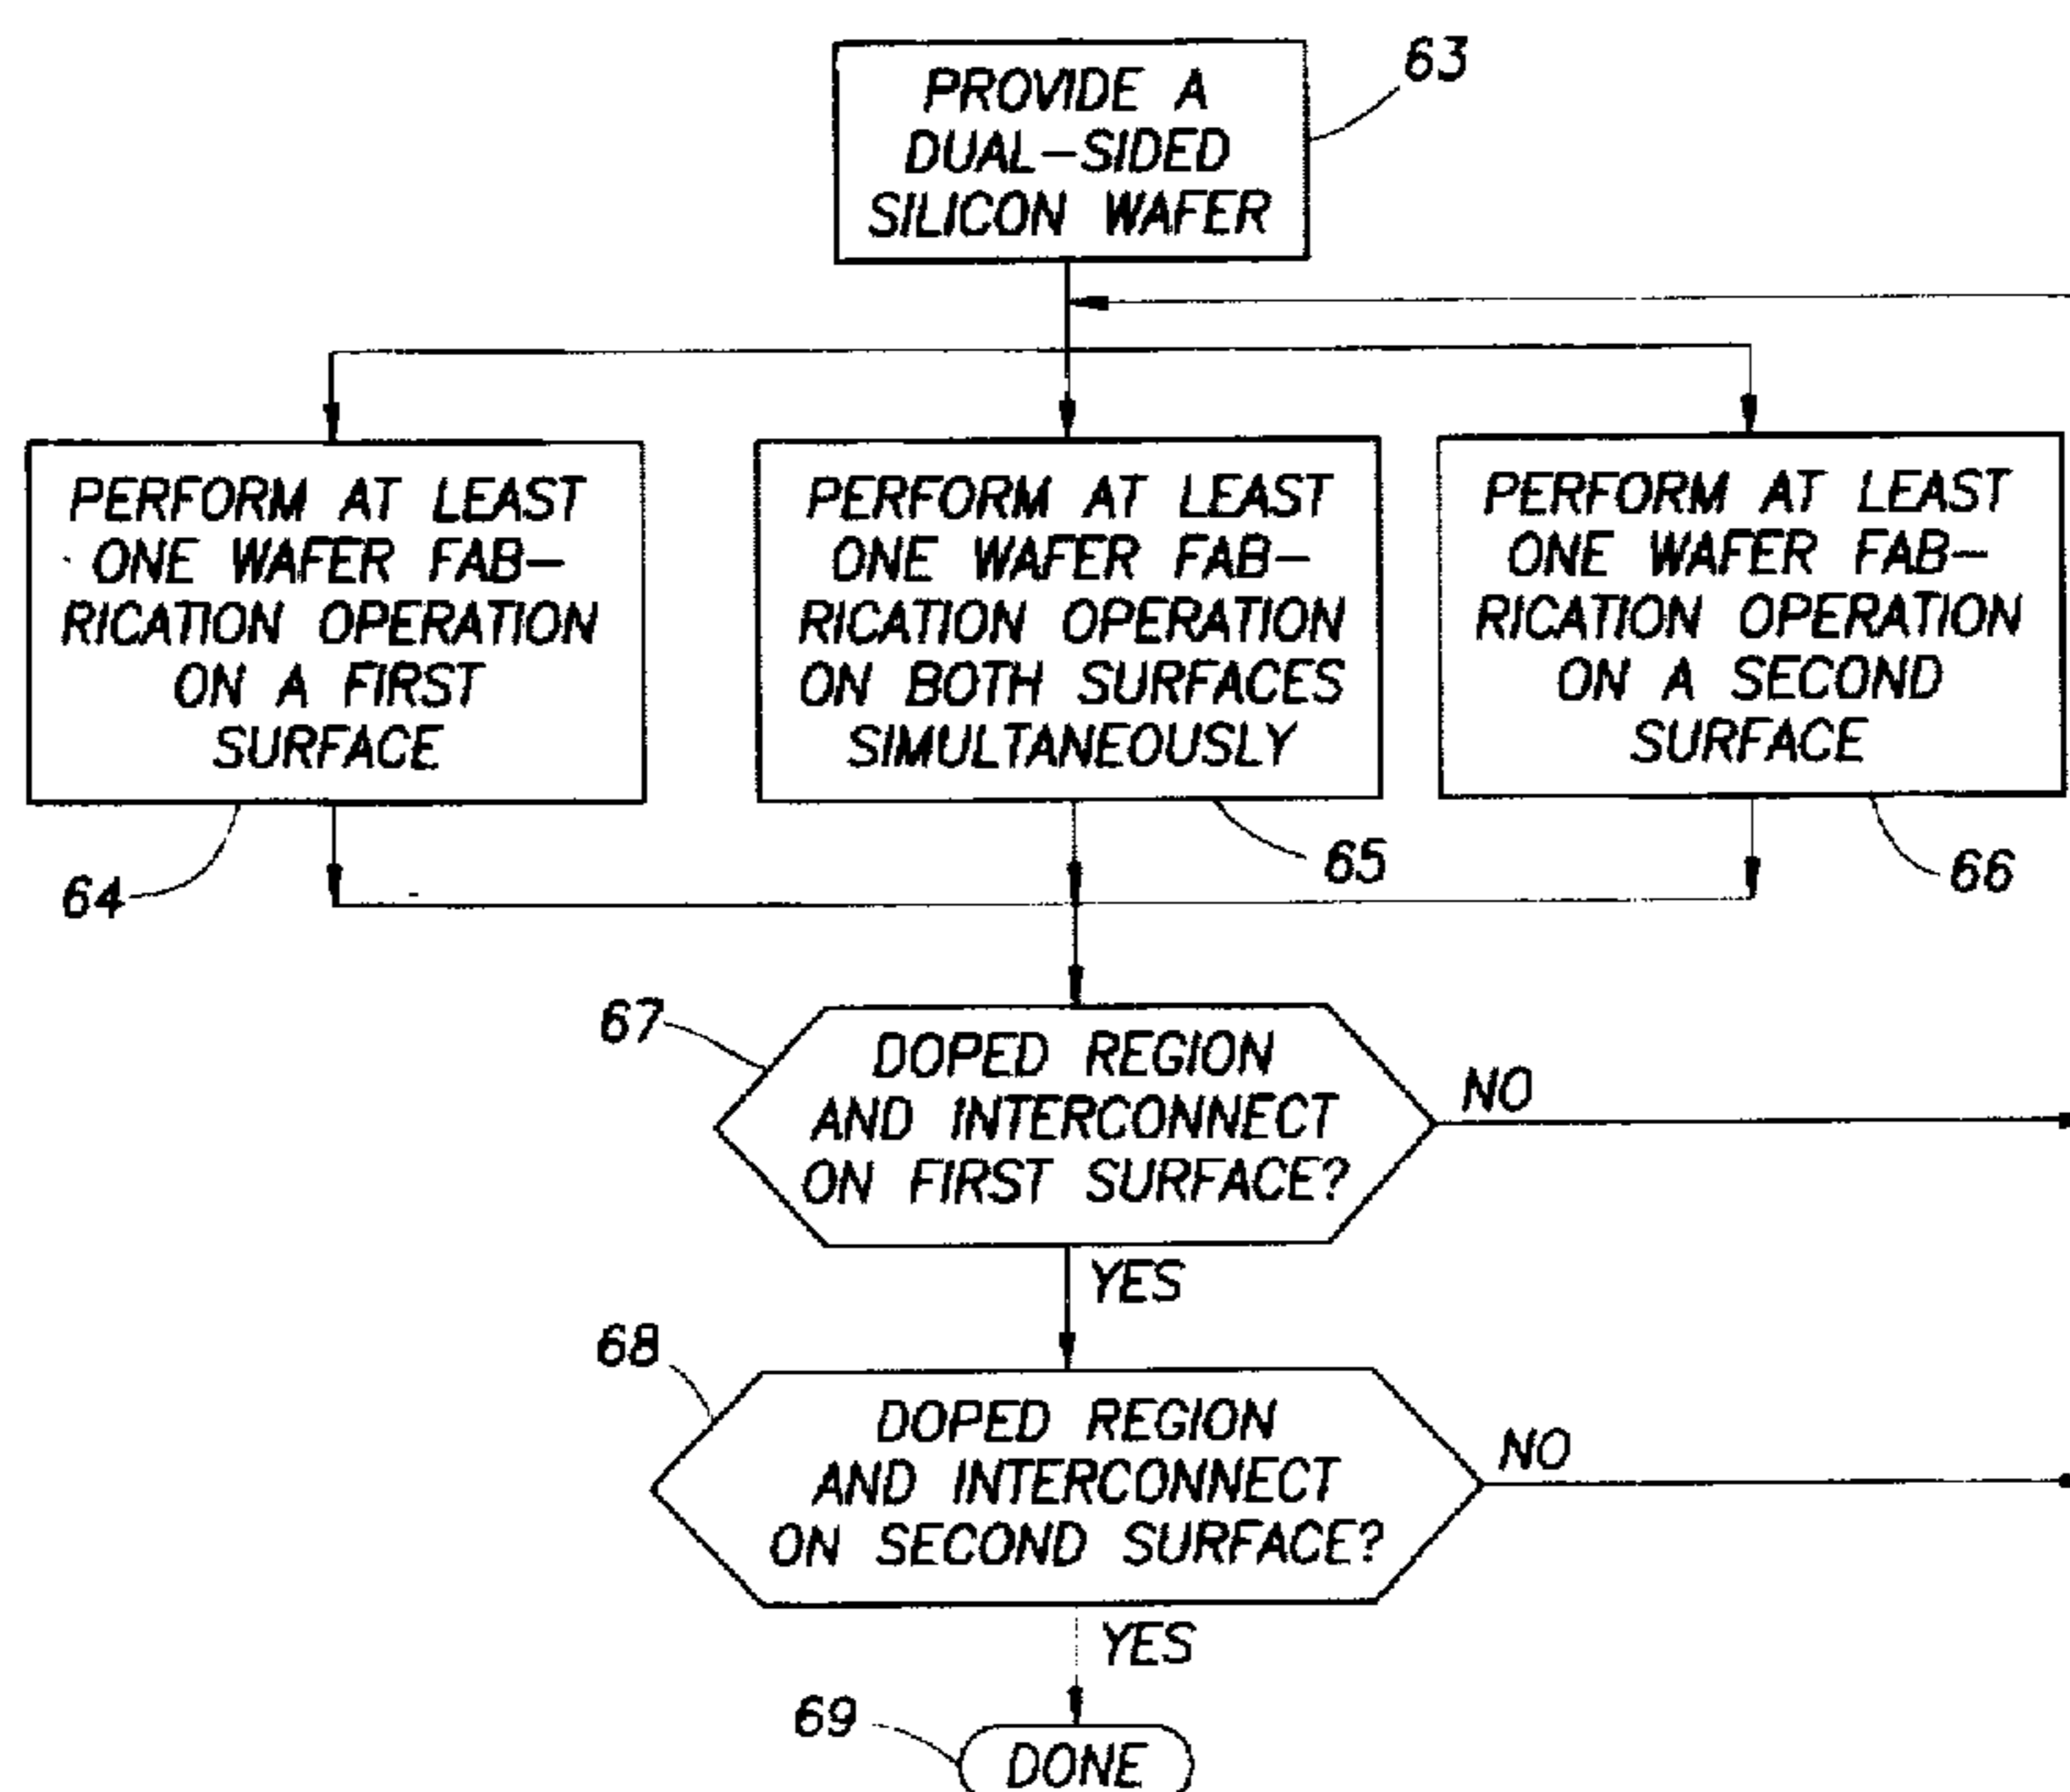 PROVIDE A
DUAL-SIDED
SILICON WAFER
63
PERFORM AT LEAST
ONE WAFER FAB-
RICATION OPERATION
ON A FIRST
SURFACE
64
PERFORM AT LEAST
ONE WAFER FAB-
RICATION OPERATION
ON BOTH SURFACES
SIMULTANEOUSLY
65
PERFORM AT LEAST
ONE WAFER FAB-
RICATION OPERATION
ON A SECOND
SURFACE
66
67
DOPED REGION
AND INTERCONNECT
ON FIRST SURFACE?
NO
YES
68
DOPED REGION
AND INTERCONNECT
ON SECOND SURFACE?
NO
YES
69
DONE